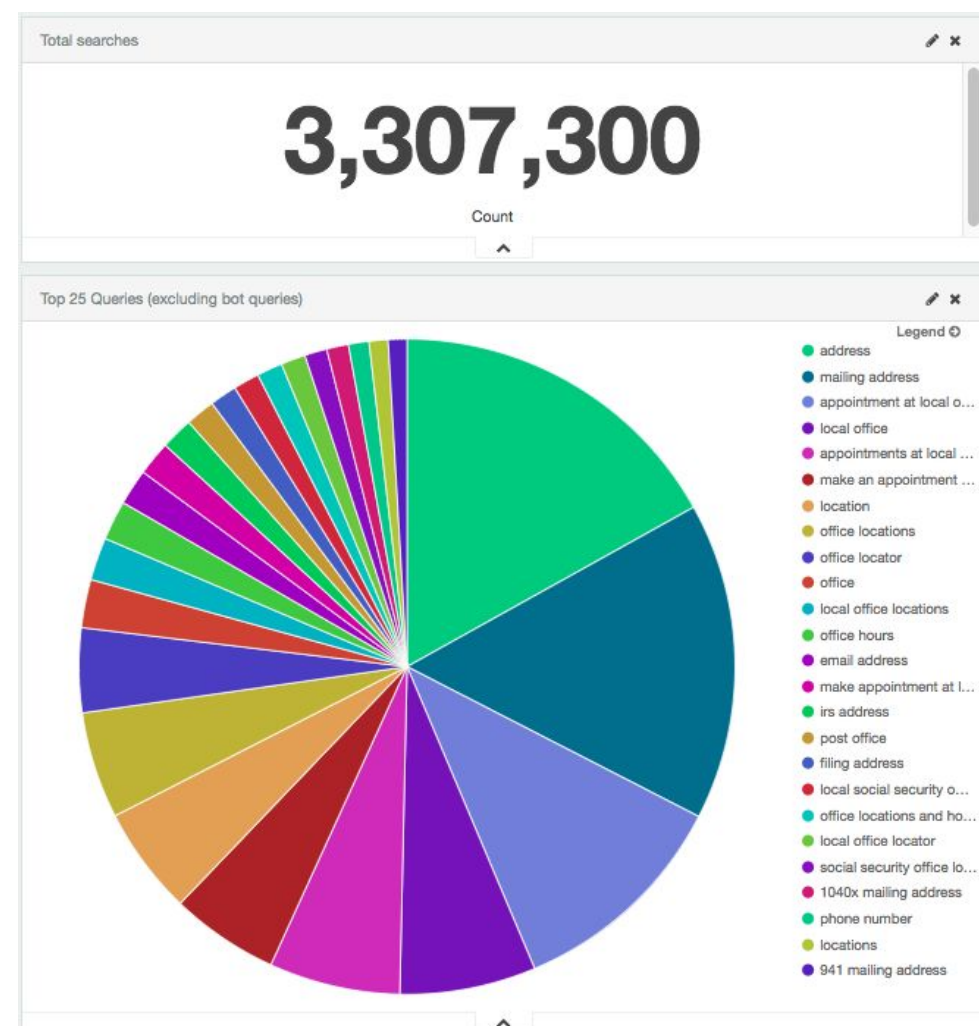 Total searches
3,307,300
Count
Top 25 Queries (excluding bot queries)
Legend
address
mailing address
appointment at local o...
local office
appointments at local ...
make an appointment ...
location
office locations
office locator
office
local office locations
office hours
email address
make appointment at l...
irs address
post office
filing address
local social security o...
office locations and ho...
local office locator
social security office lo...
1040x mailing address
phone number
locations
941 mailing address